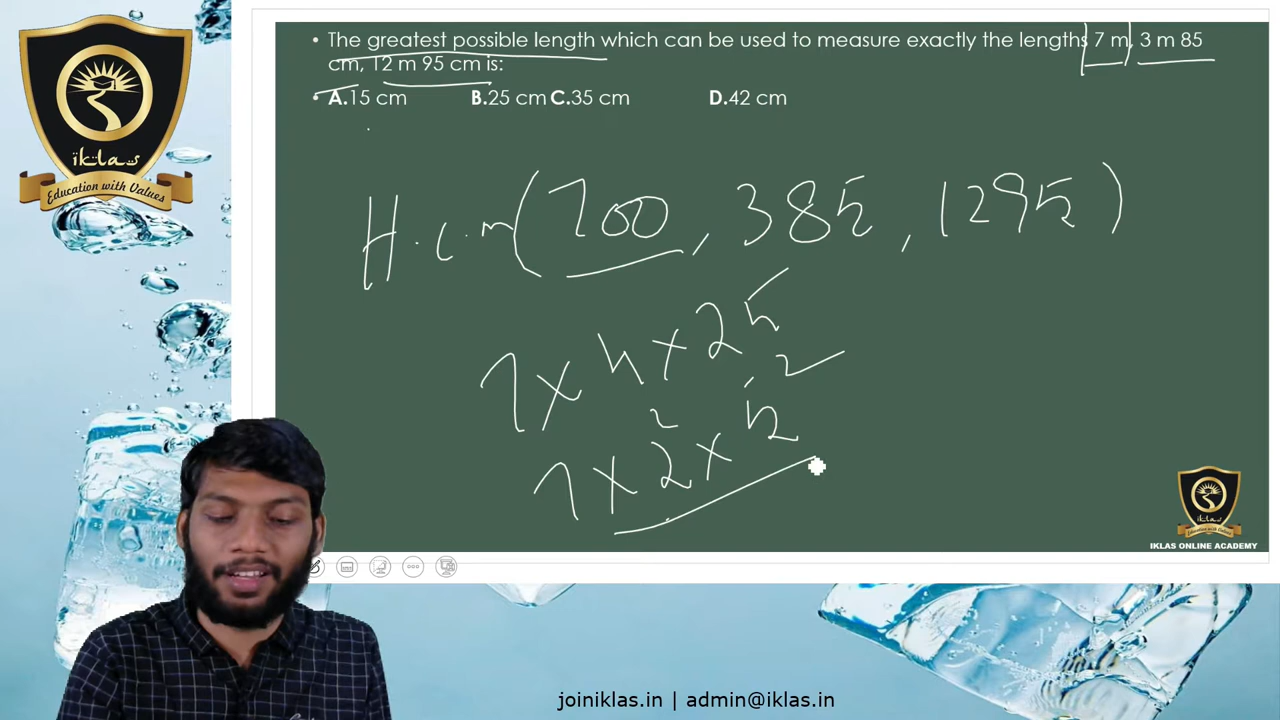 • The greatest possible length which can be used to measure exactly the lengths 7 m, 3 m 85
cm, 12 m 95 cm is:
• A.15 cm B.25 cm C.35 cm D.42 cm
iklas
Education with Values
H.C.M(700, 385, 1295)
7 x 4 x 25
7 x 2² x 5²
IKLAS ONLINE ACADEMY
joiniklas.in | admin@iklas.in